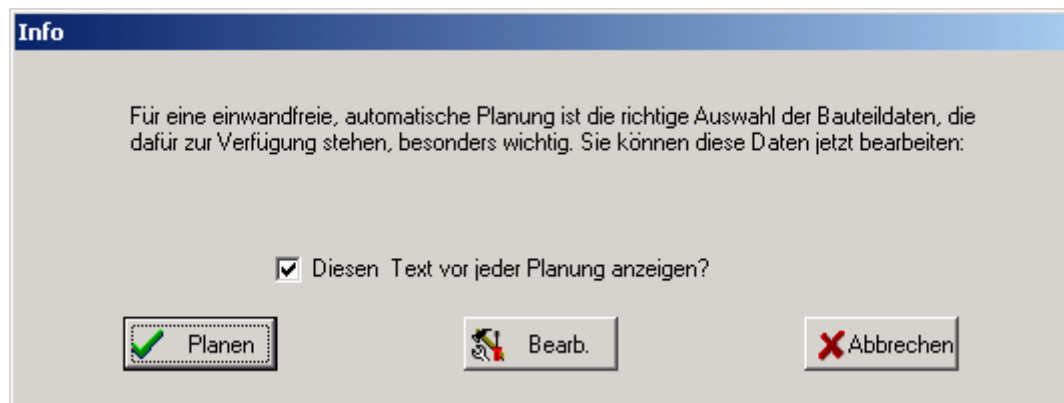 Info
Für eine einwandfreie, automatische Planung ist die richtige Auswahl der Bauteildaten, die
dafür zur Verfügung stehen, besonders wichtig. Sie können diese Daten jetzt bearbeiten:
Diesen  Text vor jeder Planung anzeigen?
Planen
Bearb.
Abbrechen